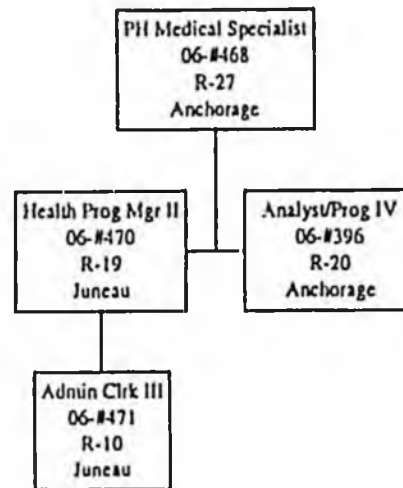 PH Medical Specialist
06-#468
R-27
Anchorage
Health Prog Mgr II
06-#470
R-19
Juneau
Analyst/Prog IV
06-#396
R-20
Anchorage
Admin Clrk III
06-#471
R-10
Juneau